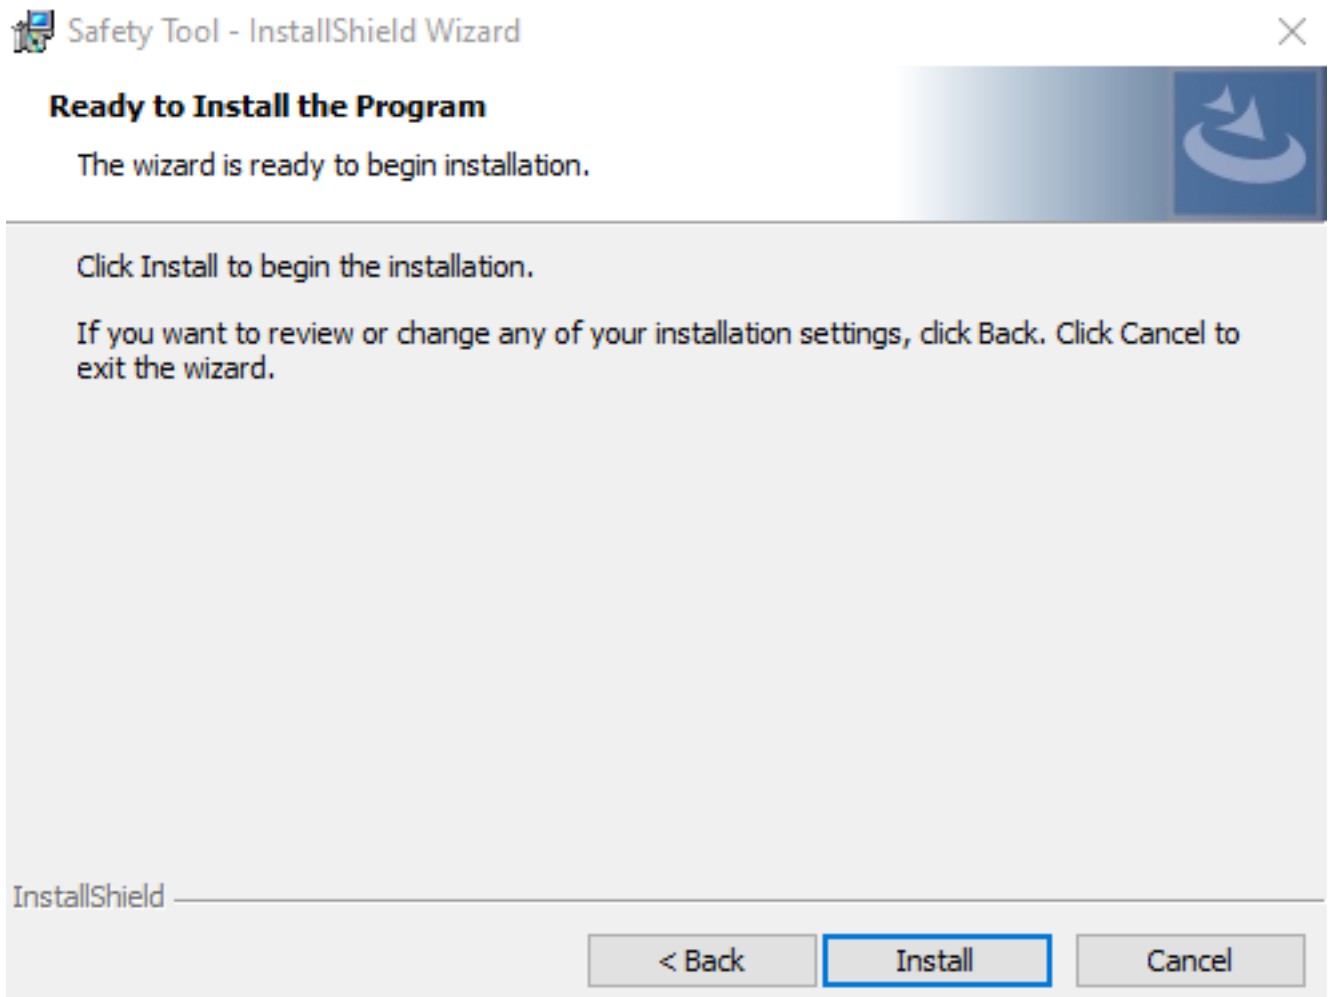 Safety Tool - InstallShield Wizard
Ready to Install the Program
The wizard is ready to begin installation.
Click Install to begin the installation.
If you want to review or change any of your installation settings, click Back. Click Cancel to
exit the wizard.
InstallShield
< Back
Install
Cancel